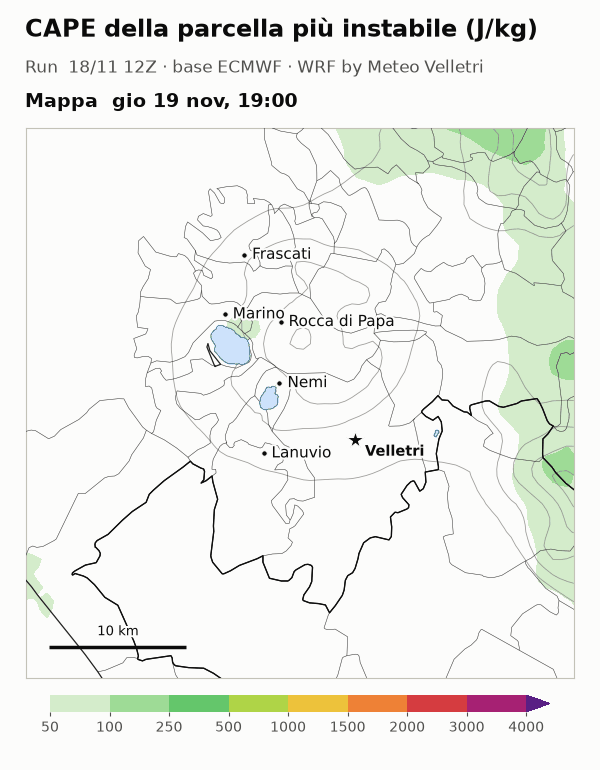 CAPE della parcella più instabile (J/kg)
Run  18/11 12Z · base ECMWF · WRF by Meteo Velletri
Mappa  gio 19 nov, 19:00
Frascati
Marino
Rocca di Papa
Nemi
Velletri
Lanuvio
10 km
50 100 250 500 1000 1500 2000 3000 4000